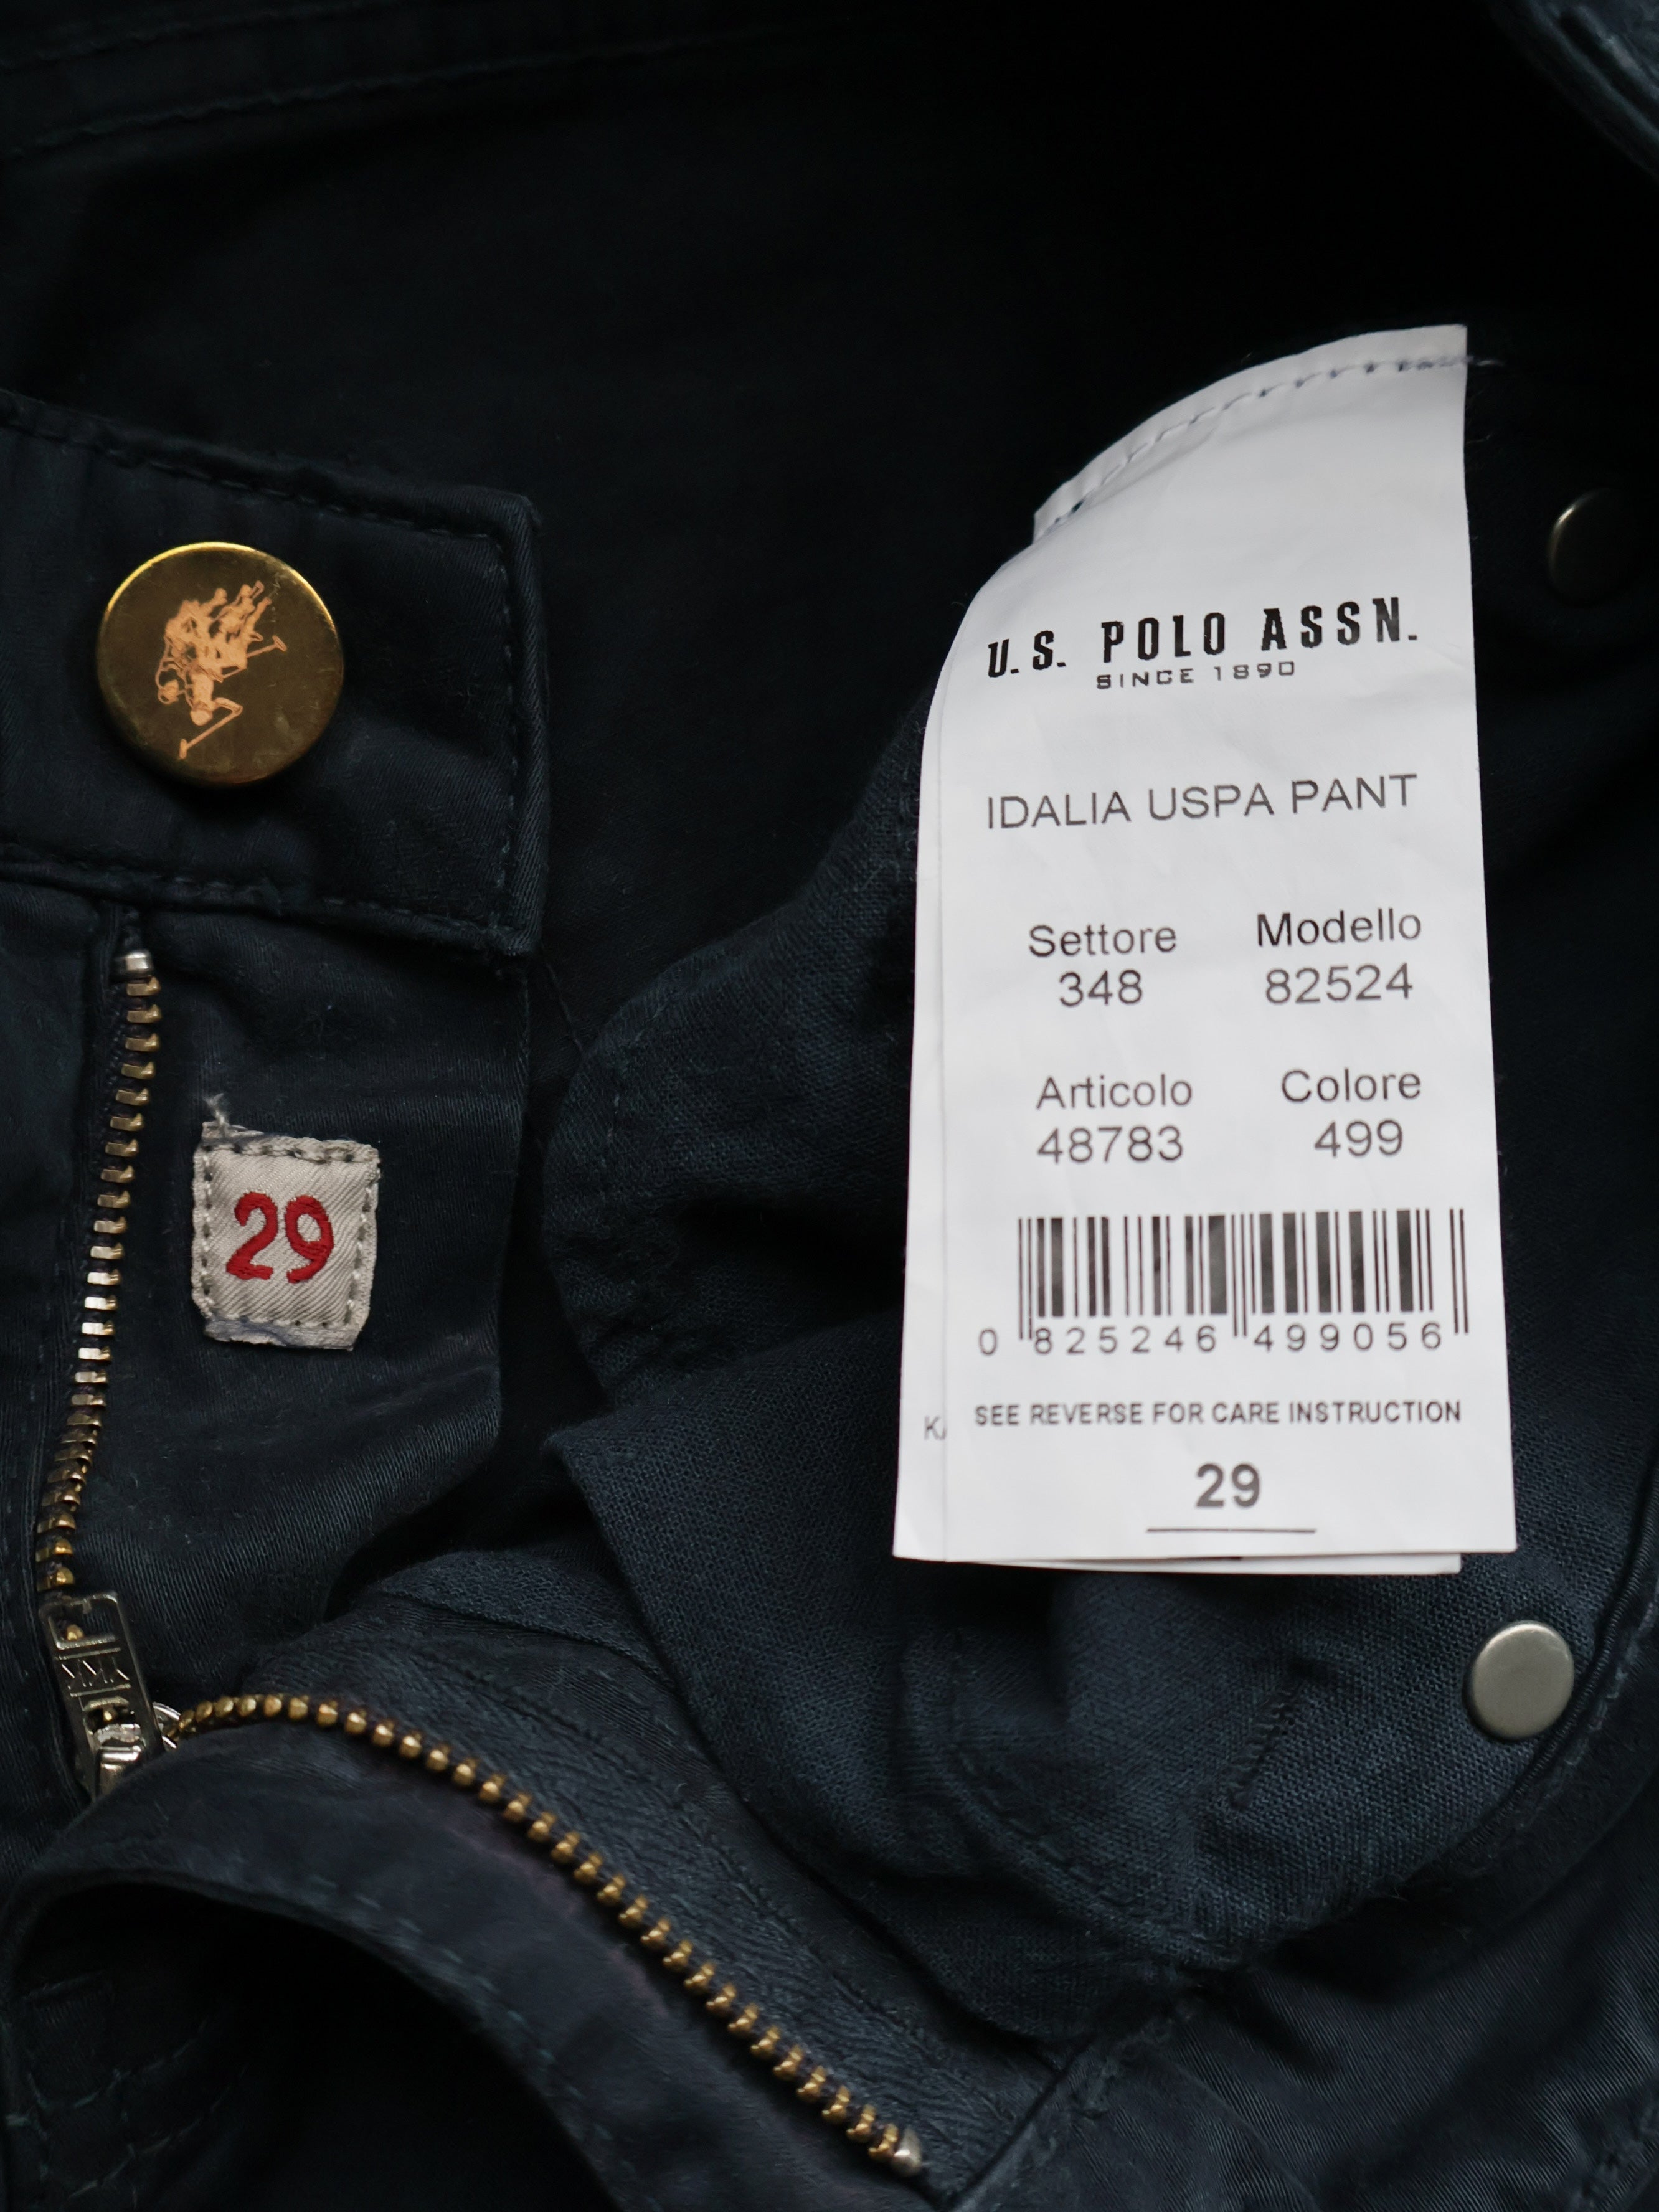 U.S. POLO ASSN.
SINCE 1890
IDALIA USPA PANT
Settore Modello
348 82524
Articolo Colore
48783 499
0 825246 499056
SEE REVERSE FOR CARE INSTRUCTION
29
29